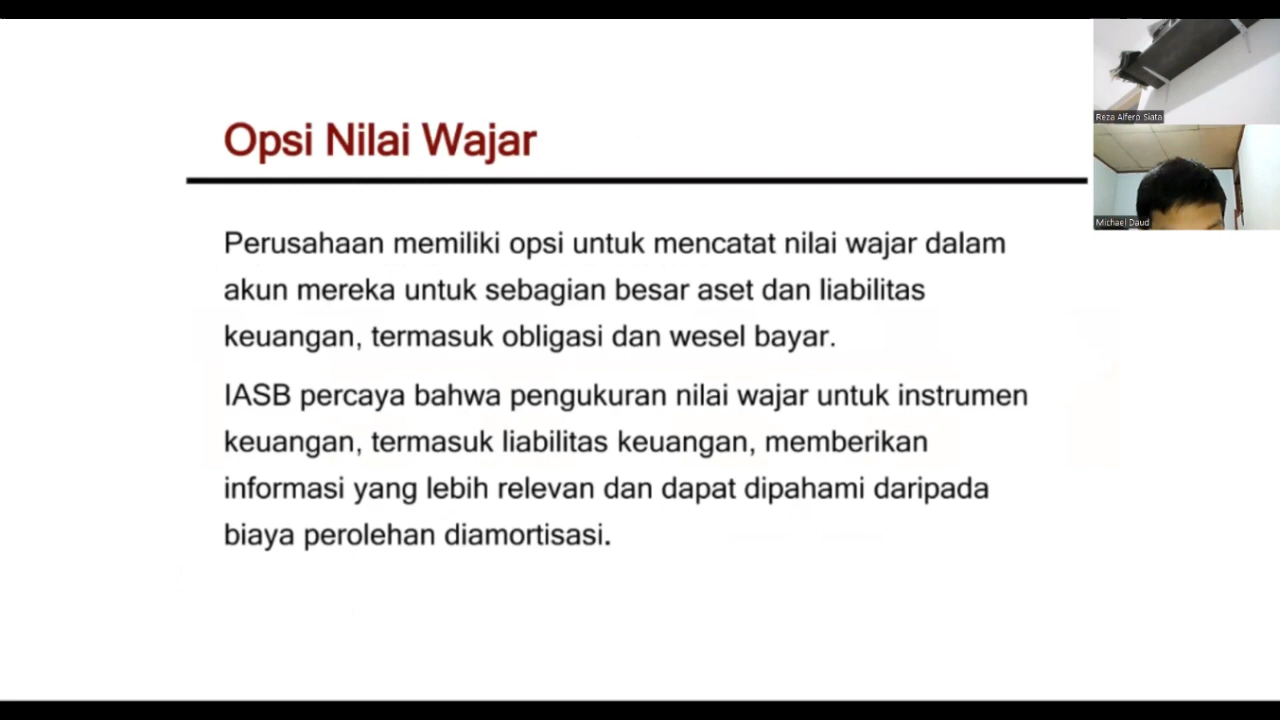 Opsi Nilai Wajar
Perusahaan memiliki opsi untuk mencatat nilai wajar dalam
akun mereka untuk sebagian besar aset dan liabilitas
keuangan, termasuk obligasi dan wesel bayar.
IASB percaya bahwa pengukuran nilai wajar untuk instrumen
keuangan, termasuk liabilitas keuangan, memberikan
informasi yang lebih relevan dan dapat dipahami daripada
biaya perolehan diamortisasi.
Reza Alfero Siata
Michael Daud